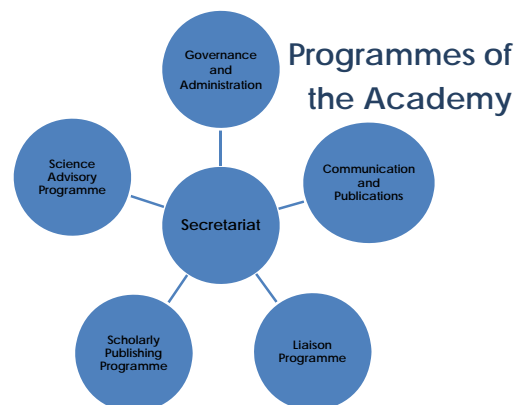 Programmes of
the Academy
Governance
and
Administration
Communication
and
Publications
Science
Advisory
Programme
Secretariat
Scholarly
Publishing
Programme
Liaison
Programme